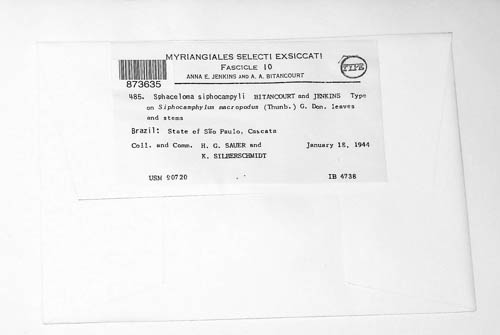 MYRIANGIALES SELECTI EXSICCATI
FASCICLE 10
ANNA E. JENKINS AND A. A. BITANCOURT
TYPE
873635
485. Sphaceloma siphocampyli BITANCOURT and JENKINS Type
on Siphocamphylus macropodus (Thunb.) G. Don. leaves
and stems
Brazil: State of São Paulo, Cascata
Coll. and Comm. H. G. SAUER and January 18, 1944
K. SILBERSCHMIDT
USM 90720 IB 4738